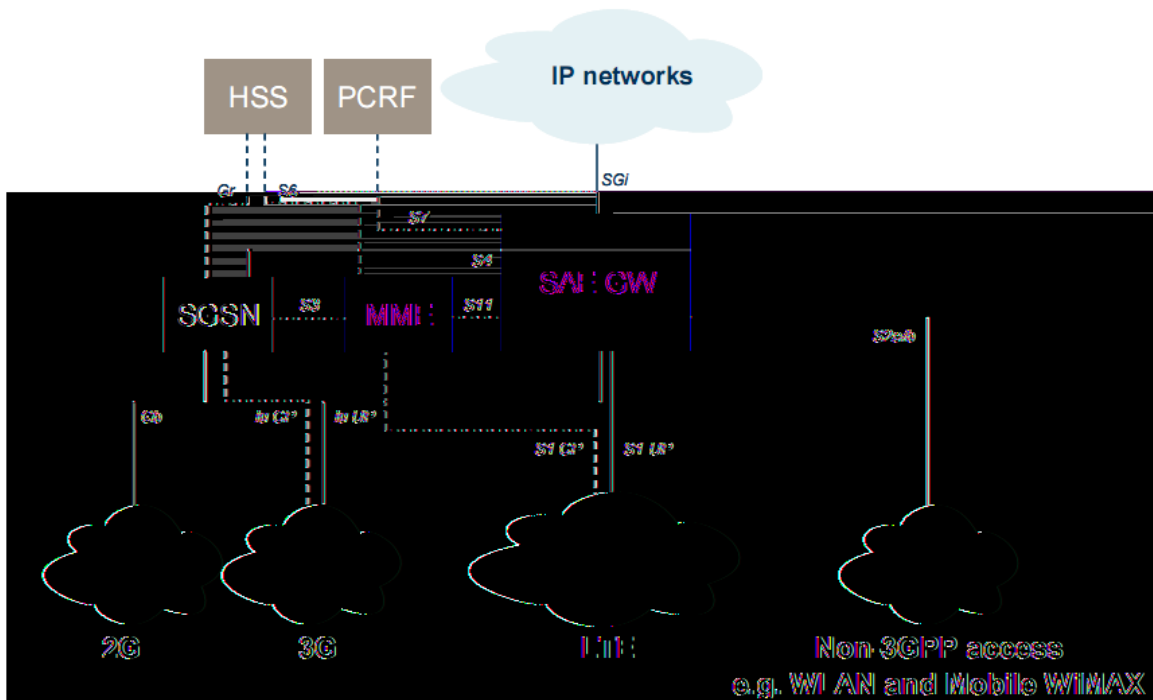 IP networks
HSS
PCRF
SGi
Gr
S6
S7
S4
SAE GW
SGSN
S3
MME
S11
S2a/b
Gb
Iu CP
Iu UP
S1 CP
S1 UP
2G
3G
LTE
Non-3GPP access
e.g. WLAN and Mobile WiMAX